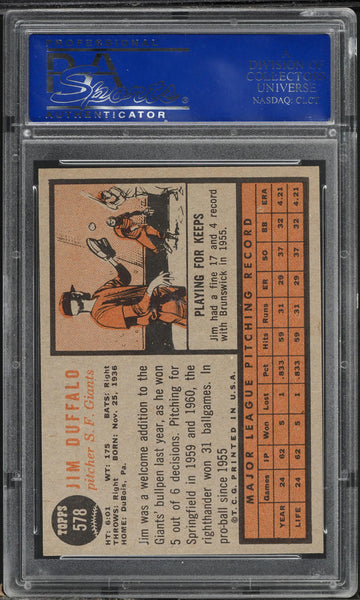 PROFESSIONAL
PSA
Sports
®
AUTHENTICATOR
A
DIVISION OF
COLLECTORS
UNIVERSE
NASDAQ: CLCT
TOPPS
578
JIM DUFFALO
pitcher S. F. Giants
HT: 6:01 WT: 175 BATS: Right
THROWS: Right BORN: Nov. 25, 1936
HOME: DuBois, Pa.
Jim was a welcome addition to the
Giants' bullpen last year, as he won
5 out of 6 decisions. Pitching for
Springfield in 1959 and 1960, the
righthander won 31 ballgames. In
pro-ball since 1955
© T.C.G. PRINTED IN U.S.A.
PLAYING FOR KEEPS
Jim had a fine 17 and 4 record
with Brunswick in 1955.
MAJOR LEAGUE PITCHING RECORD
Games IP Won Lost Pct Hits Runs ER SO BB ERA
YEAR 24 62 5 1 .833 59 31 29 37 32 4.21
LIFE 24 62 5 1 .833 59 31 29 37 32 4.21